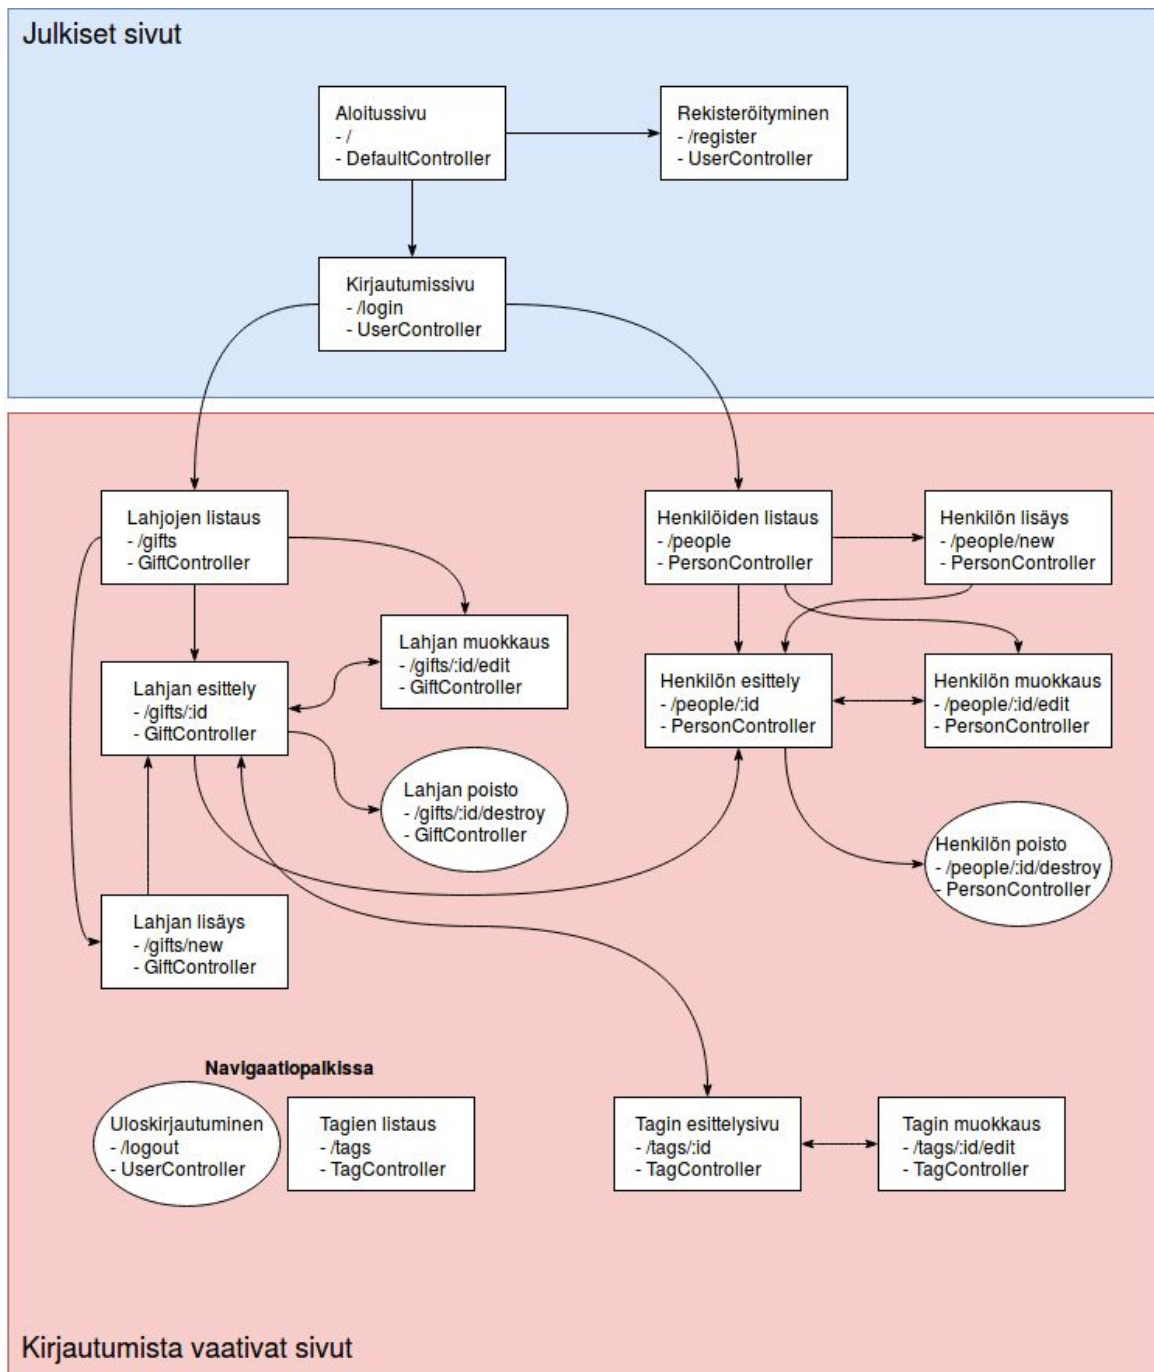 Julkiset sivut
Aloitussivu
- /
- DefaultController
Rekisteröityminen
- /register
- UserController
Kirjautumissivu
- /login
- UserController
Lahjojen listaus
- /gifts
- GiftController
Henkilöiden listaus
- /people
- PersonController
Henkilön lisäys
- /people/new
- PersonController
Lahjan muokkaus
- /gifts/:id/edit
- GiftController
Lahjan esittely
- /gifts/:id
- GiftController
Henkilön esittely
- /people/:id
- PersonController
Henkilön muokkaus
- /people/:id/edit
- PersonController
Lahjan poisto
- /gifts/:id/destroy
- GiftController
Henkilön poisto
- /people/:id/destroy
- PersonController
Lahjan lisäys
- /gifts/new
- GiftController
Navigaatiopalkissa
Uloskirjautuminen
- /logout
- UserController
Tagien listaus
- /tags
- TagController
Tagin esittelysivu
- /tags/:id
- TagController
Tagin muokkaus
- /tags/:id/edit
- TagController
Kirjautumista vaativat sivut